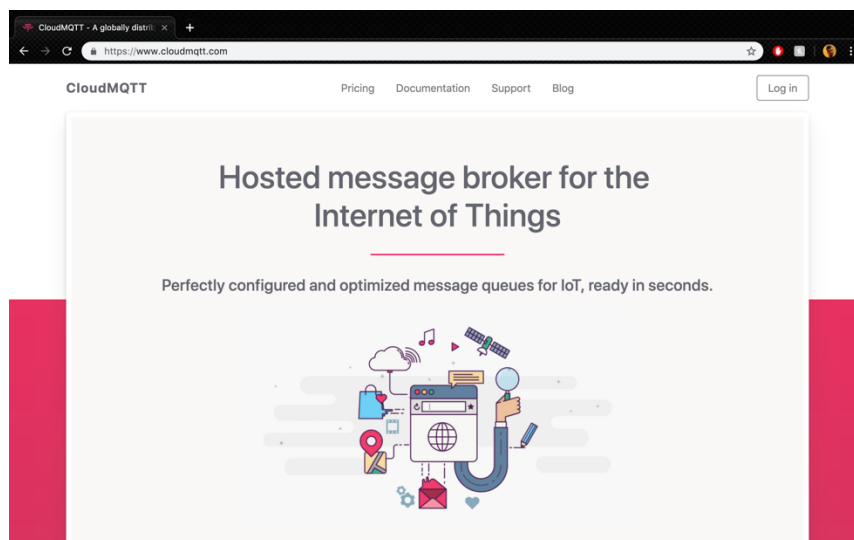 CloudMQTT - A globally distrib
https://www.cloudmqtt.com
CloudMQTT
Pricing Documentation Support Blog
Log in
Hosted message broker for the
Internet of Things
Perfectly configured and optimized message queues for IoT, ready in seconds.